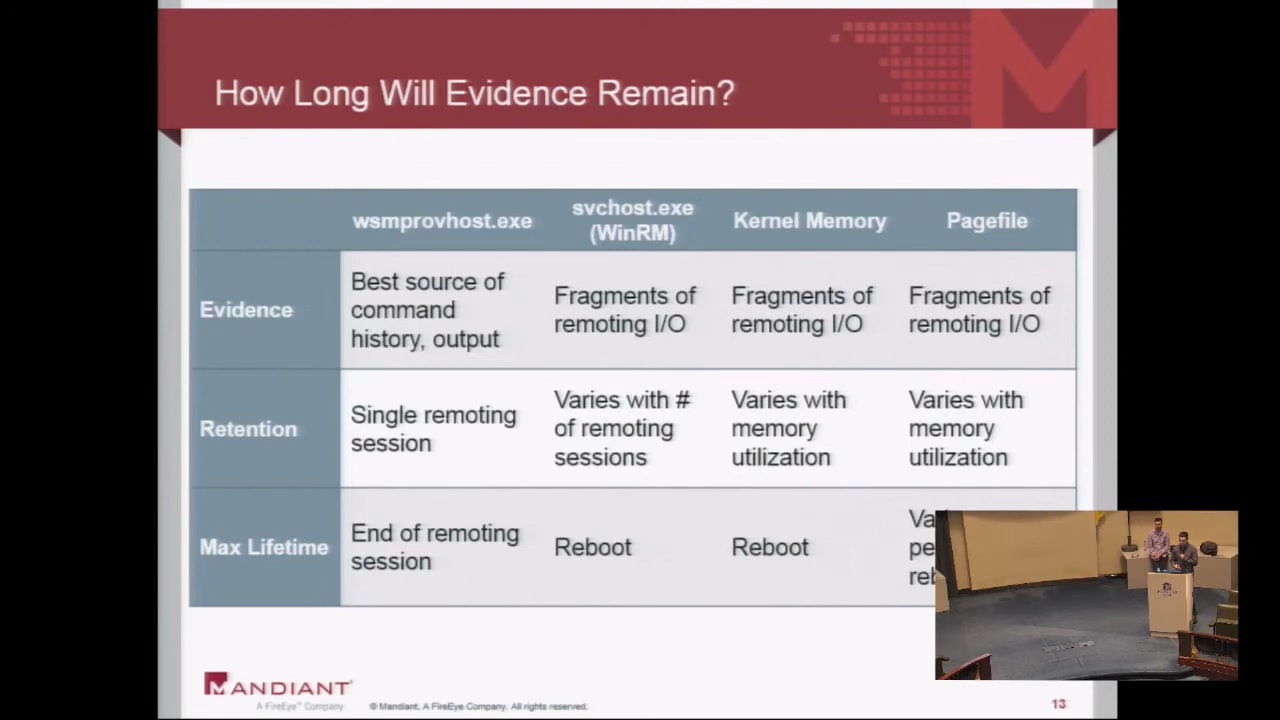 How Long Will Evidence Remain?
wsmprovhost.exe
svchost.exe
(WinRM)
Kernel Memory
Pagefile
Evidence
Best source of
command
history, output
Fragments of
remoting I/O
Fragments of
remoting I/O
Fragments of
remoting I/O
Retention
Single remoting
session
Varies with #
of remoting
sessions
Varies with
memory
utilization
Varies with
memory
utilization
Max Lifetime
End of remoting
session
Reboot
Reboot
MANDIANT
A FireEye™ Company
© Mandiant, A FireEye Company. All rights reserved.
13